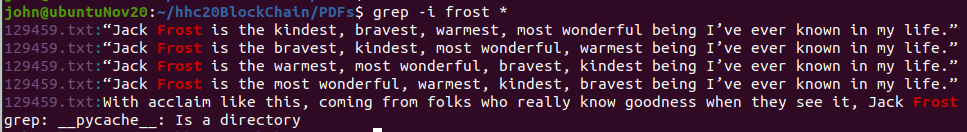 john@ubuntuNov20:~/hhc20BlockChain/PDFs$ grep -i frost *
129459.txt:“Jack Frost is the kindest, bravest, warmest, most wonderful being I’ve ever known in my life.”
129459.txt:“Jack Frost is the bravest, kindest, most wonderful, warmest being I’ve ever known in my life.”
129459.txt:“Jack Frost is the warmest, most wonderful, bravest, kindest being I’ve ever known in my life.”
129459.txt:“Jack Frost is the most wonderful, warmest, kindest, bravest being I’ve ever known in my life.”
129459.txt:With acclaim like this, coming from folks who really know goodness when they see it, Jack Frost
grep: __pycache__: Is a directory